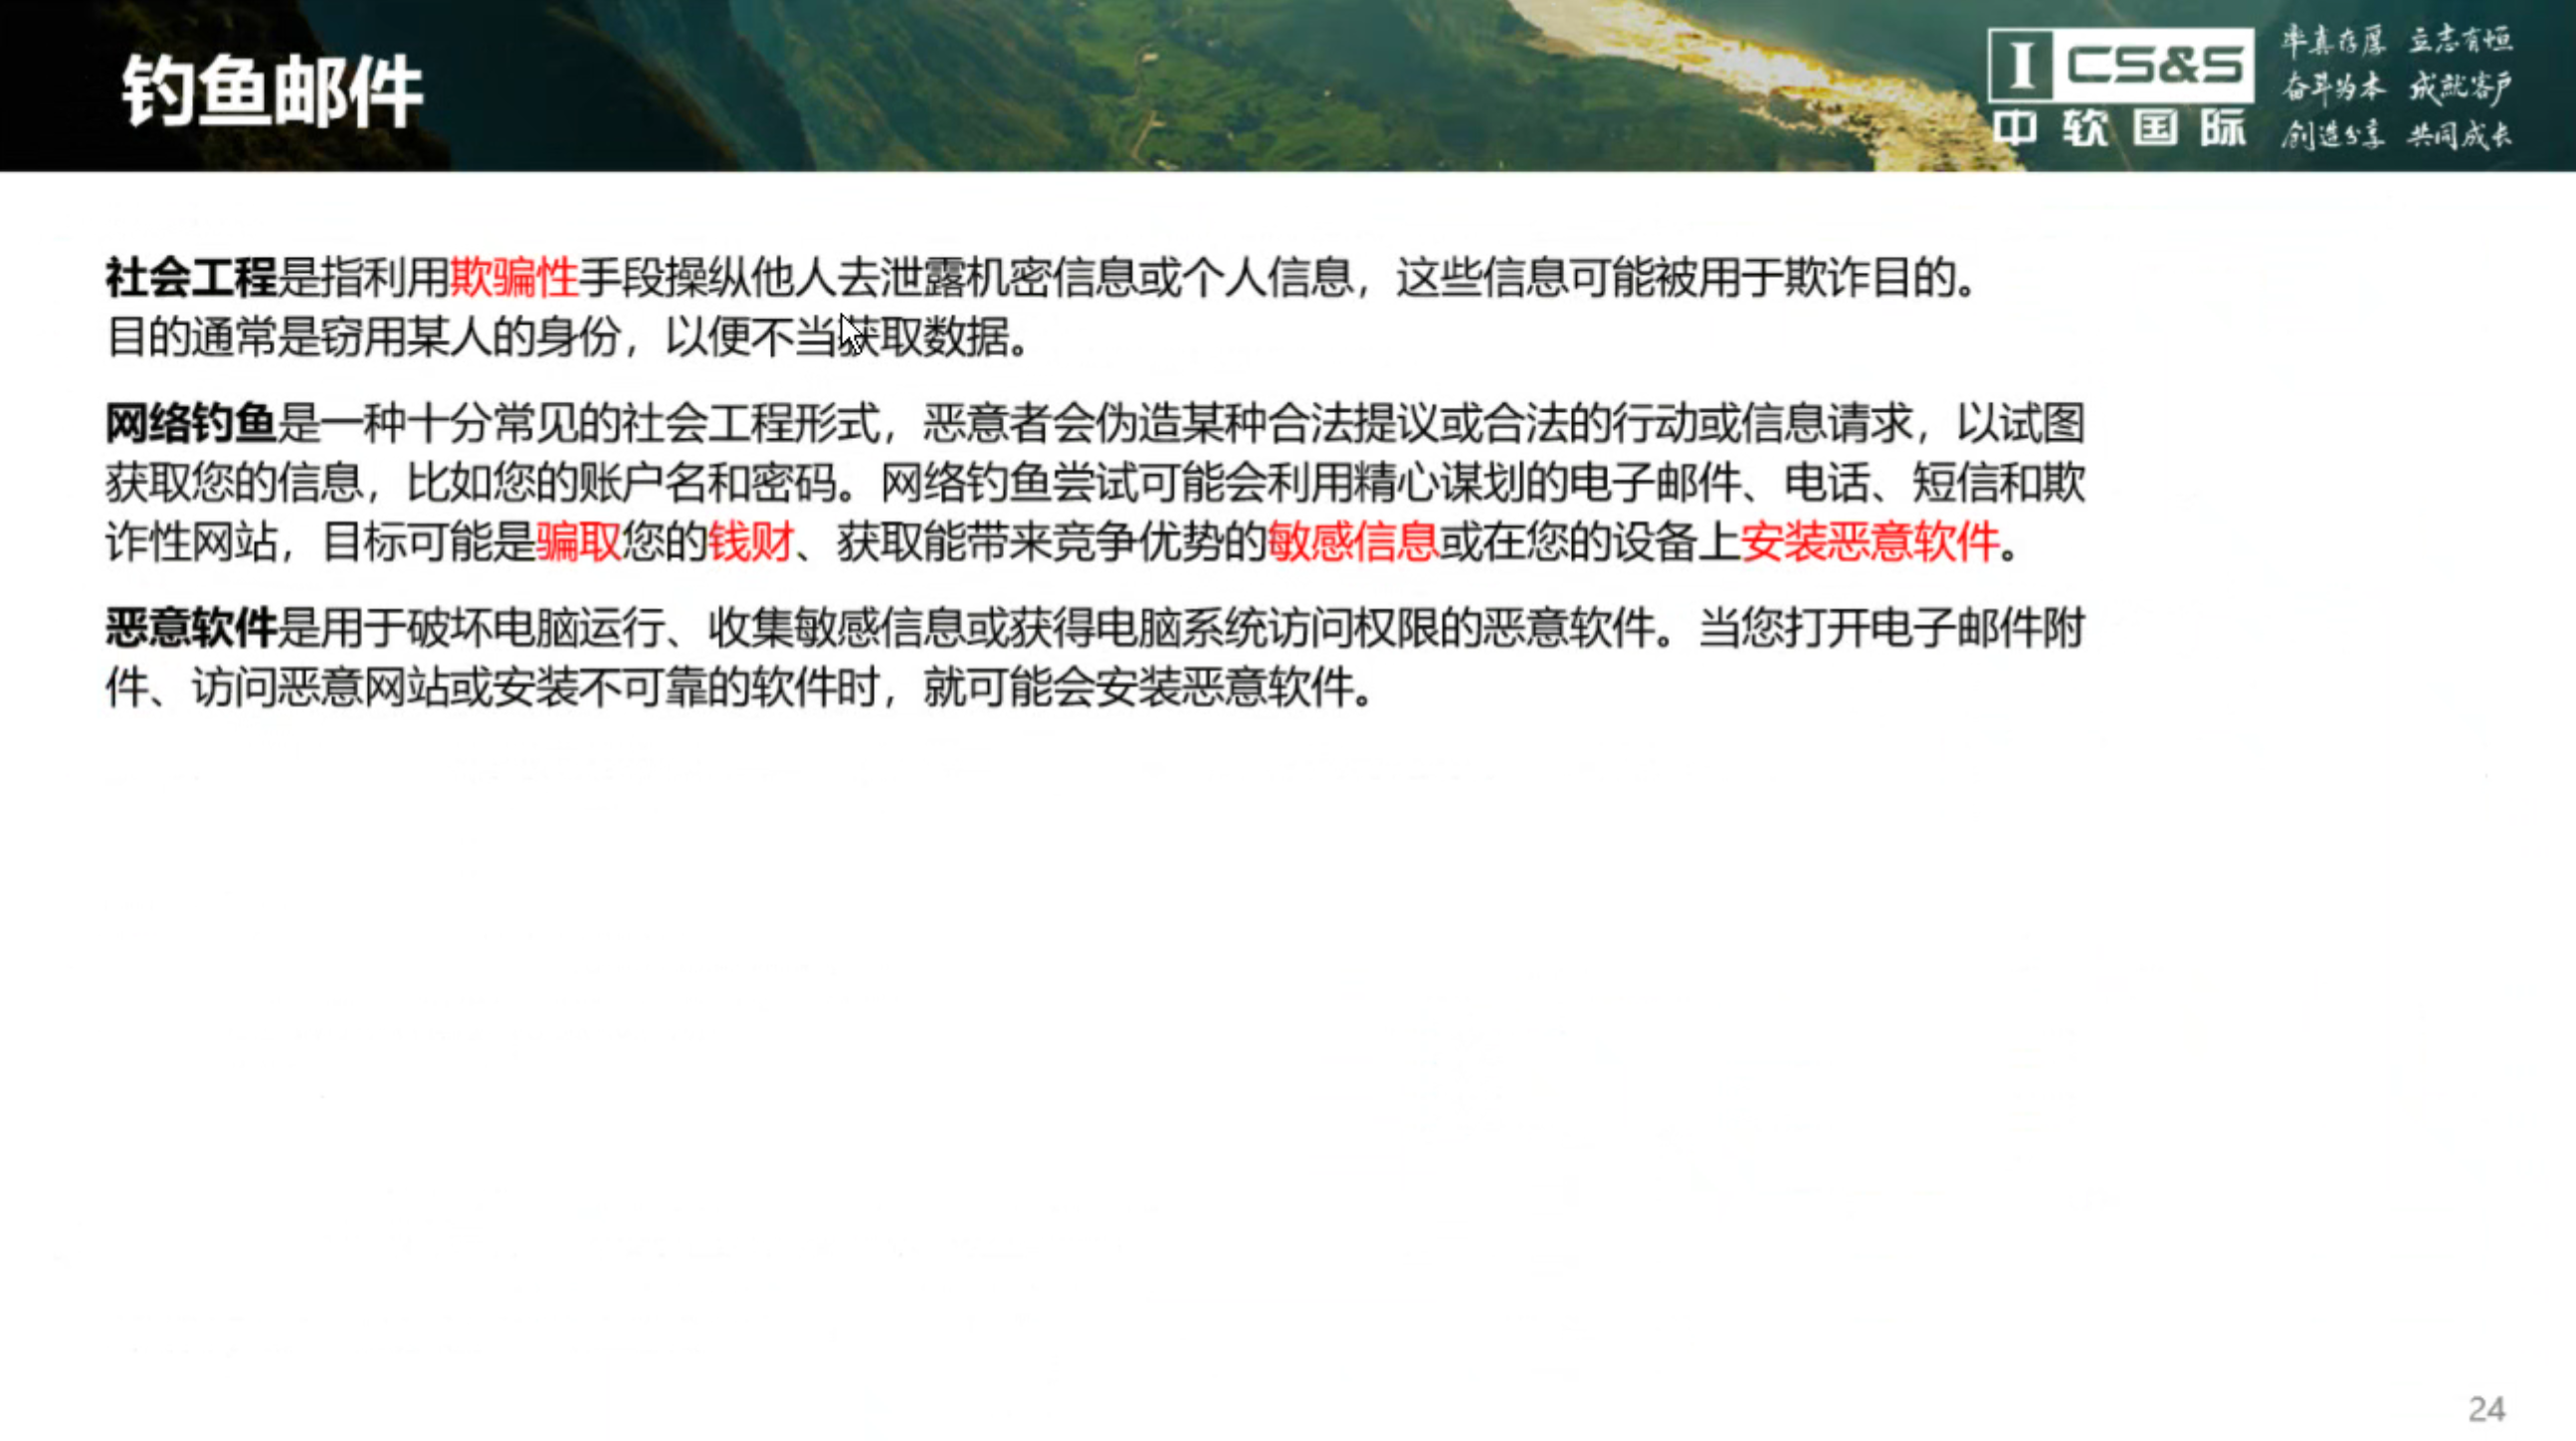 钓鱼邮件
I CS&S
中软国际
率真存厚 立志有恒
奋斗为本 成就客户
创造分享 共同成长
社会工程是指利用欺骗性手段操纵他人去泄露机密信息或个人信息，这些信息可能被用于欺诈目的。
目的通常是窃用某人的身份，以便不当获取数据。
网络钓鱼是一种十分常见的社会工程形式，恶意者会伪造某种合法提议或合法的行动或信息请求，以试图
获取您的信息，比如您的账户名和密码。网络钓鱼尝试可能会利用精心谋划的电子邮件、电话、短信和欺
诈性网站，目标可能是骗取您的钱财、获取能带来竞争优势的敏感信息或在您的设备上安装恶意软件。
恶意软件是用于破坏电脑运行、收集敏感信息或获得电脑系统访问权限的恶意软件。当您打开电子邮件附
件、访问恶意网站或安装不可靠的软件时，就可能会安装恶意软件。
24